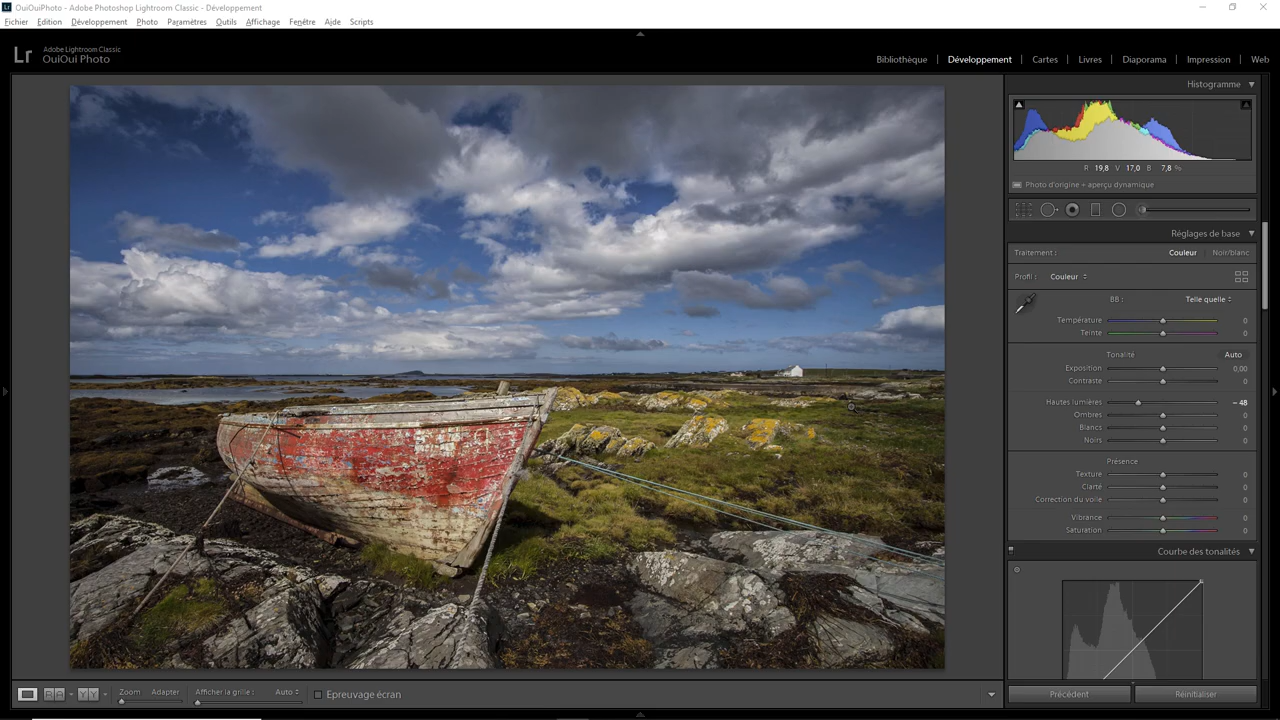 OuiOuiPhoto - Adobe Photoshop Lightroom Classic - Développement
Fichier Edition Développement Photo Paramètres Outils Affichage Fenêtre Aide Scripts
Lr
Adobe Lightroom Classic
OuiOui Photo
Bibliothèque | Développement | Cartes | Livres | Diaporama | Impression | Web
Histogramme
R 19,8 V 17,0 B 7,8 %
Photo d'origine + aperçu dynamique
Réglages de base
Traitement : Couleur Noir/blanc
Profil : Couleur
BB : Telle quelle
Température 0
Teinte 0
Tonalité Auto
Exposition 0,00
Contraste 0
Hautes lumières – 48
Ombres 0
Blancs 0
Noirs 0
Présence
Texture 0
Clarté 0
Correction du voile 0
Vibrance 0
Saturation 0
Courbe des tonalités
Zoom Adapter Afficher la grille : Auto Epreuvage écran
Précédent Réinitialiser